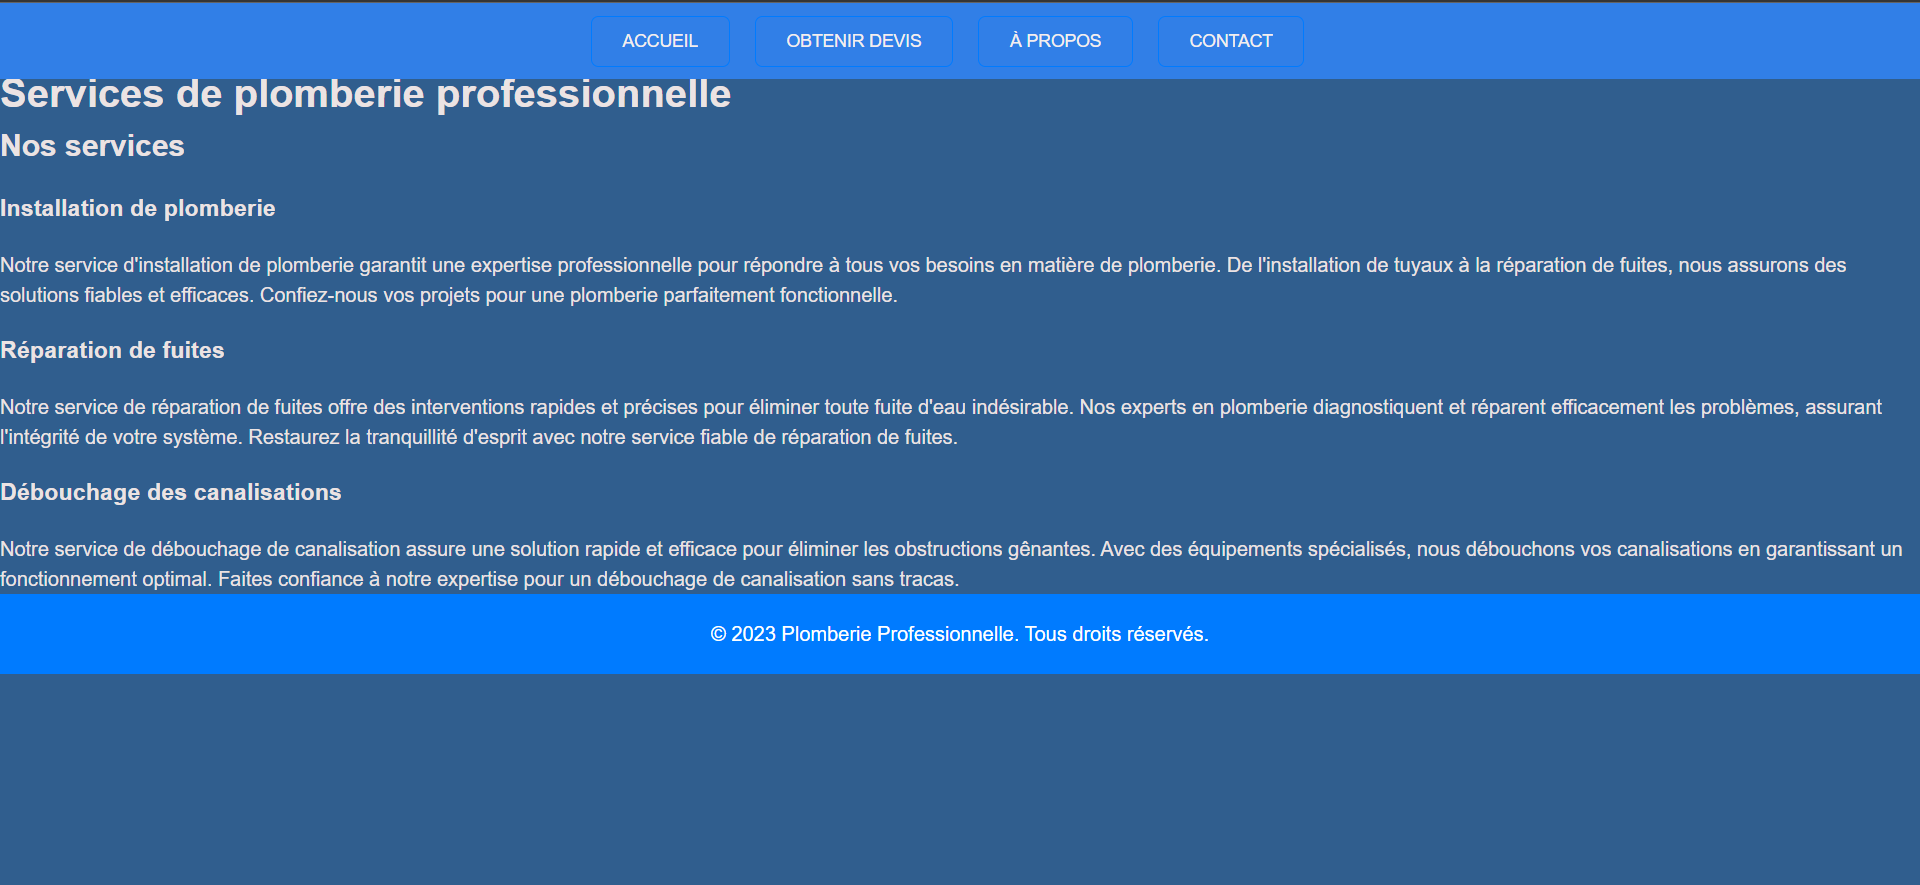 ACCUEIL OBTENIR DEVIS À PROPOS CONTACT
Services de plomberie professionnelle
Nos services
Installation de plomberie
Notre service d'installation de plomberie garantit une expertise professionnelle pour répondre à tous vos besoins en matière de plomberie. De l'installation de tuyaux à la réparation de fuites, nous assurons des
solutions fiables et efficaces. Confiez-nous vos projets pour une plomberie parfaitement fonctionnelle.
Réparation de fuites
Notre service de réparation de fuites offre des interventions rapides et précises pour éliminer toute fuite d'eau indésirable. Nos experts en plomberie diagnostiquent et réparent efficacement les problèmes, assurant
l'intégrité de votre système. Restaurez la tranquillité d'esprit avec notre service fiable de réparation de fuites.
Débouchage des canalisations
Notre service de débouchage de canalisation assure une solution rapide et efficace pour éliminer les obstructions gênantes. Avec des équipements spécialisés, nous débouchons vos canalisations en garantissant un
fonctionnement optimal. Faites confiance à notre expertise pour un débouchage de canalisation sans tracas.
© 2023 Plomberie Professionnelle. Tous droits réservés.